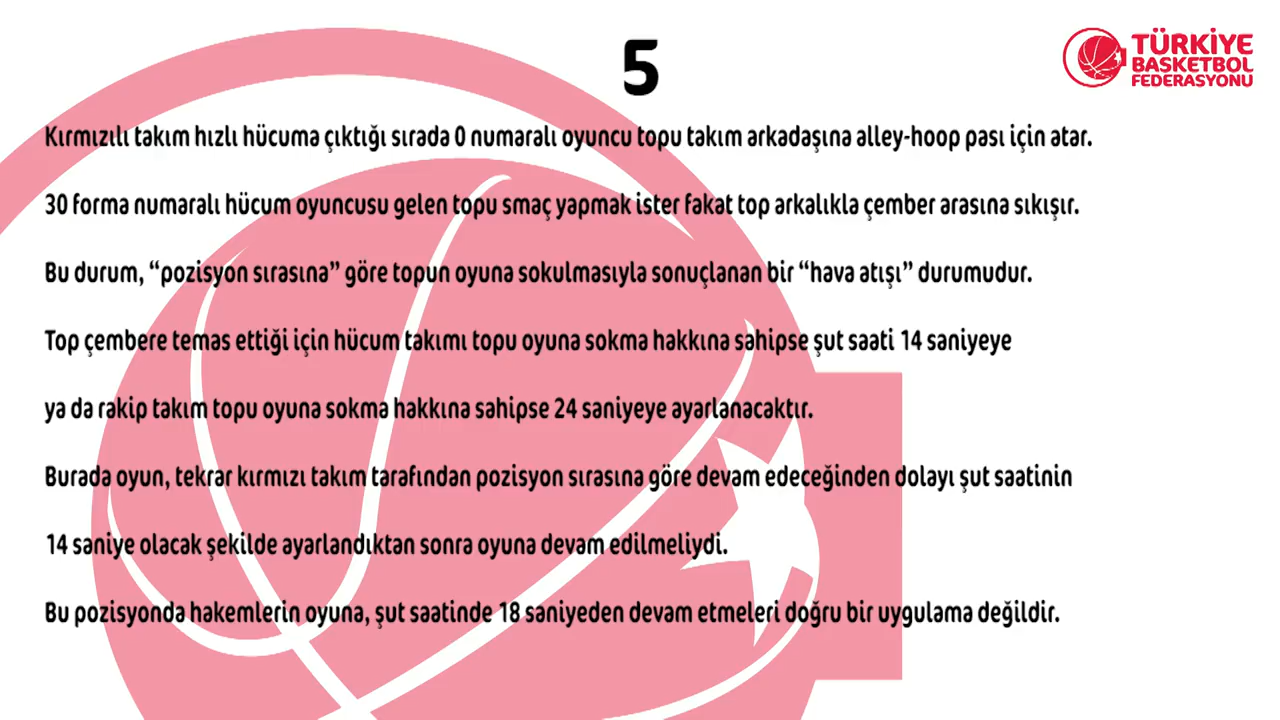 5
TÜRKİYE
BASKETBOL
FEDERASYONU
Kırmızılı takım hızlı hücuma çıktığı sırada 0 numaralı oyuncu topu takım arkadaşına alley-hoop pası için atar.
30 forma numaralı hücum oyuncusu gelen topu smaç yapmak ister fakat top arkalıkla çember arasına sıkışır.
Bu durum, “pozisyon sırasına” göre topun oyuna sokulmasıyla sonuçlanan bir “hava atışı” durumudur.
Top çembere temas ettiği için hücum takımı topu oyuna sokma hakkına sahipse şut saati 14 saniyeye
ya da rakip takım topu oyuna sokma hakkına sahipse 24 saniyeye ayarlanacaktır.
Burada oyun, tekrar kırmızı takım tarafından pozisyon sırasına göre devam edeceğinden dolayı şut saatinin
14 saniye olacak şekilde ayarlandıktan sonra oyuna devam edilmeliydi.
Bu pozisyonda hakemlerin oyuna, şut saatinde 18 saniyeden devam etmeleri doğru bir uygulama değildir.